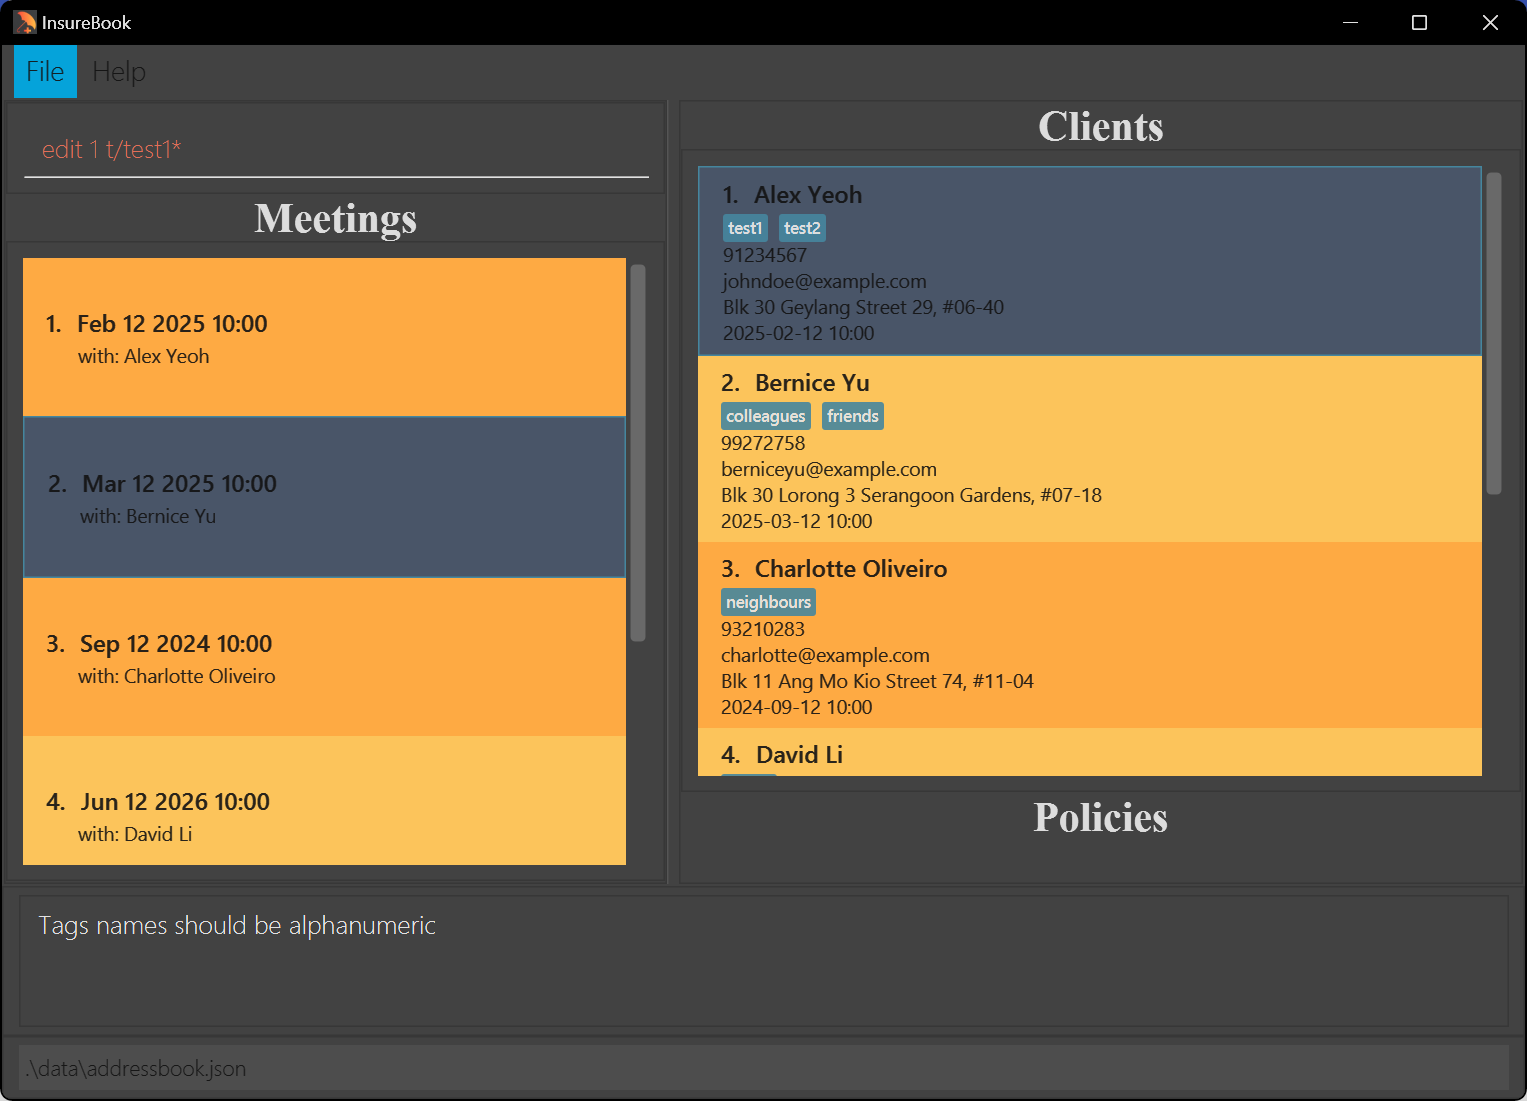 InsureBook
File Help
edit 1 t/test1*
Meetings
1. Feb 12 2025 10:00
with: Alex Yeoh
2. Mar 12 2025 10:00
with: Bernice Yu
3. Sep 12 2024 10:00
with: Charlotte Oliveiro
4. Jun 12 2026 10:00
with: David Li
Clients
1. Alex Yeoh
test1 test2
91234567
johndoe@example.com
Blk 30 Geylang Street 29, #06-40
2025-02-12 10:00
2. Bernice Yu
colleagues friends
99272758
berniceyu@example.com
Blk 30 Lorong 3 Serangoon Gardens, #07-18
2025-03-12 10:00
3. Charlotte Oliveiro
neighbours
93210283
charlotte@example.com
Blk 11 Ang Mo Kio Street 74, #11-04
2024-09-12 10:00
4. David Li
Policies
Tags names should be alphanumeric
.\data\addressbook.json